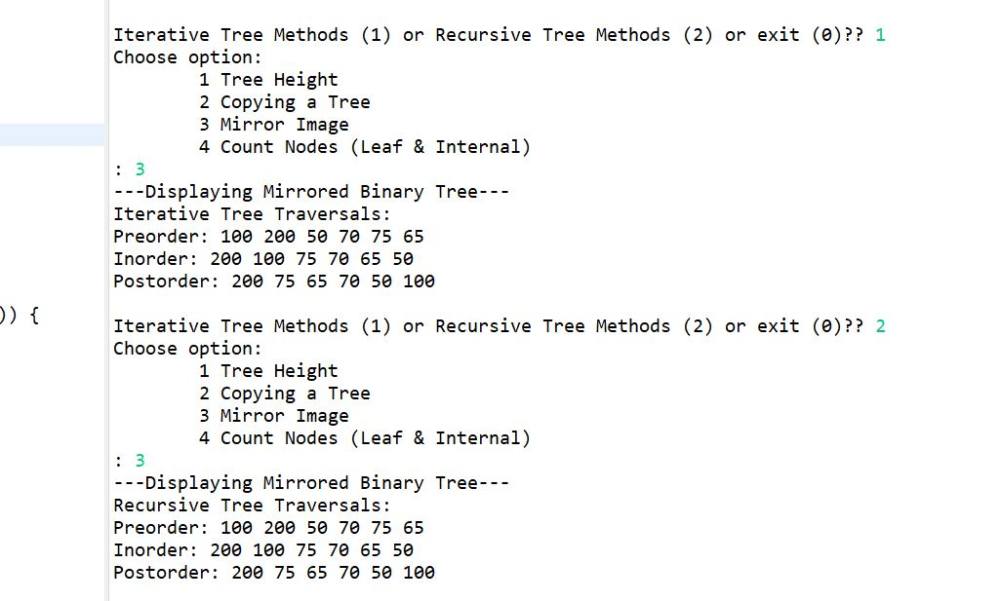 Iterative Tree Methods (1) or Recursive Tree Methods (2) or exit (0)?? 1
Choose option:
1 Tree Height
2 Copying a Tree
3 Mirror Image
4 Count Nodes (Leaf & Internal)
: 3
---Displaying Mirrored Binary Tree---
Iterative Tree Traversals:
Preorder: 100 200 50 70 75 65
Inorder: 200 100 75 70 65 50
Postorder: 200 75 65 70 50 100
)) {
Iterative Tree Methods (1) or Recursive Tree Methods (2) or exit (0)?? 2
Choose option:
1 Tree Height
2 Copying a Tree
3 Mirror Image
4 Count Nodes (Leaf & Internal)
: 3
---Displaying Mirrored Binary Tree---
Recursive Tree Traversals:
Preorder: 100 200 50 70 75 65
Inorder: 200 100 75 70 65 50
Postorder: 200 75 65 70 50 100